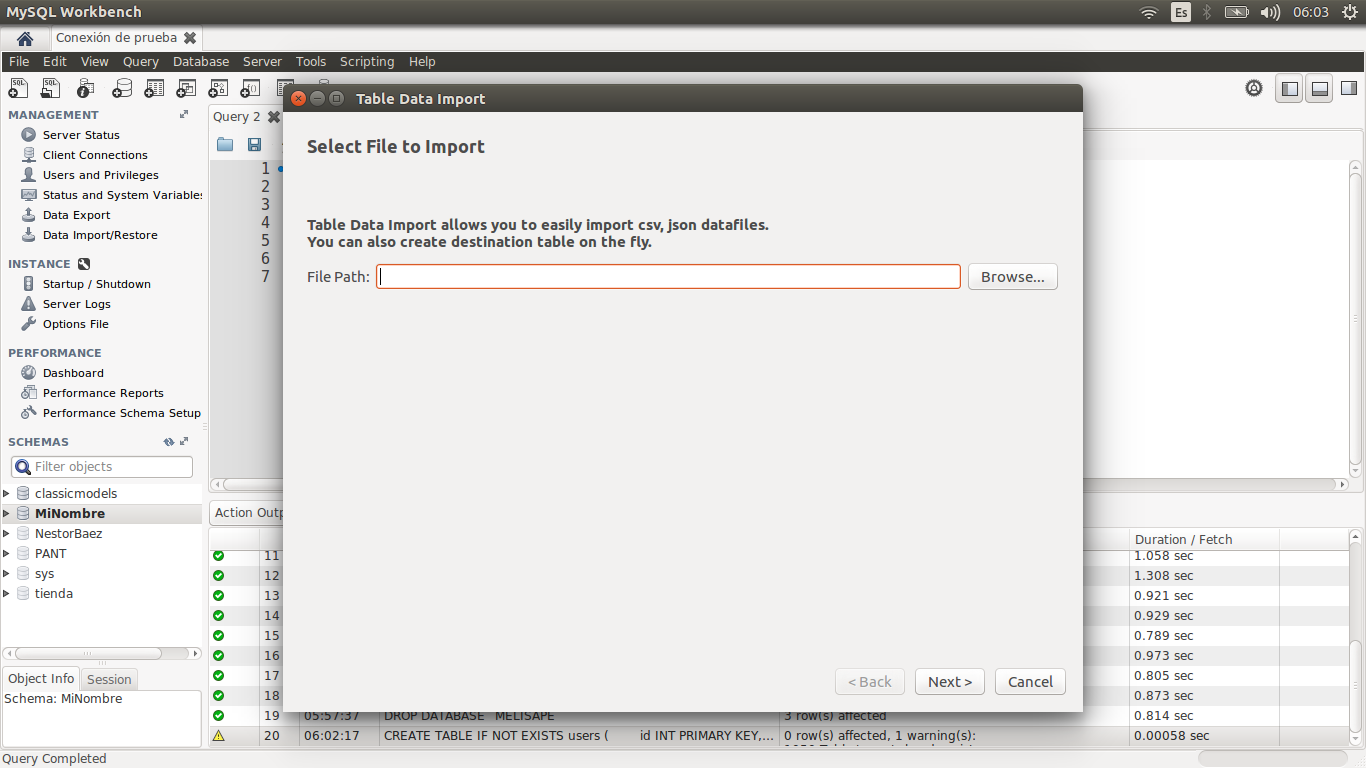 MySQL Workbench
Es
06:03
Conexión de prueba
File Edit View Query Database Server Tools Scripting Help
MANAGEMENT
Server Status
Client Connections
Users and Privileges
Status and System Variables
Data Export
Data Import/Restore
INSTANCE
Startup / Shutdown
Server Logs
Options File
PERFORMANCE
Dashboard
Performance Reports
Performance Schema Setup
SCHEMAS
Filter objects
classicmodels
MiNombre
NestorBaez
PANT
sys
tienda
Object Info Session
Schema: MiNombre
Query 2
1
2
3
4
5
6
7
Table Data Import
Select File to Import
Table Data Import allows you to easily import csv, json datafiles.
You can also create destination table on the fly.
File Path: Browse...
< Back Next > Cancel
Action Outp
Duration / Fetch
11 1.058 sec
12 1.308 sec
13 0.921 sec
14 0.929 sec
15 0.789 sec
16 0.973 sec
17 0.805 sec
18 0.873 sec
19 05:57:37 DROP DATABASE MELISAPE 3 row(s) affected 0.814 sec
20 06:02:17 CREATE TABLE IF NOT EXISTS users ( id INT PRIMARY KEY,... 0 row(s) affected, 1 warning(s): 0.00058 sec
Query Completed